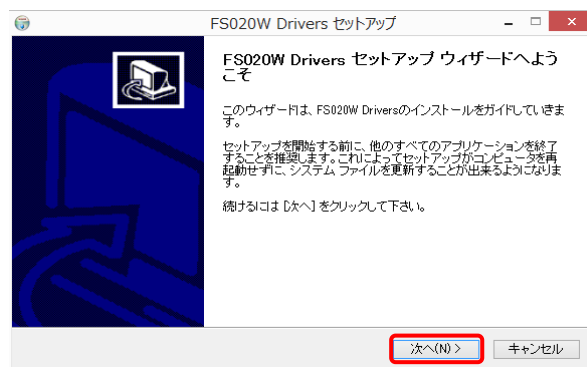 FS020W Drivers セットアップ
FS020W Drivers セットアップ ウィザードへよう
こそ
このウィザードは、FS020W Driversのインストールをガイドしていきま
す。
セットアップを開始する前に、他のすべてのアプリケーションを終了
することを推奨します。これによってセットアップがコンピュータを再
起動せずに、システム ファイルを更新することが出来るようになりま
す。
続けるには [次へ] をクリックして下さい。
次へ(N) >
キャンセル